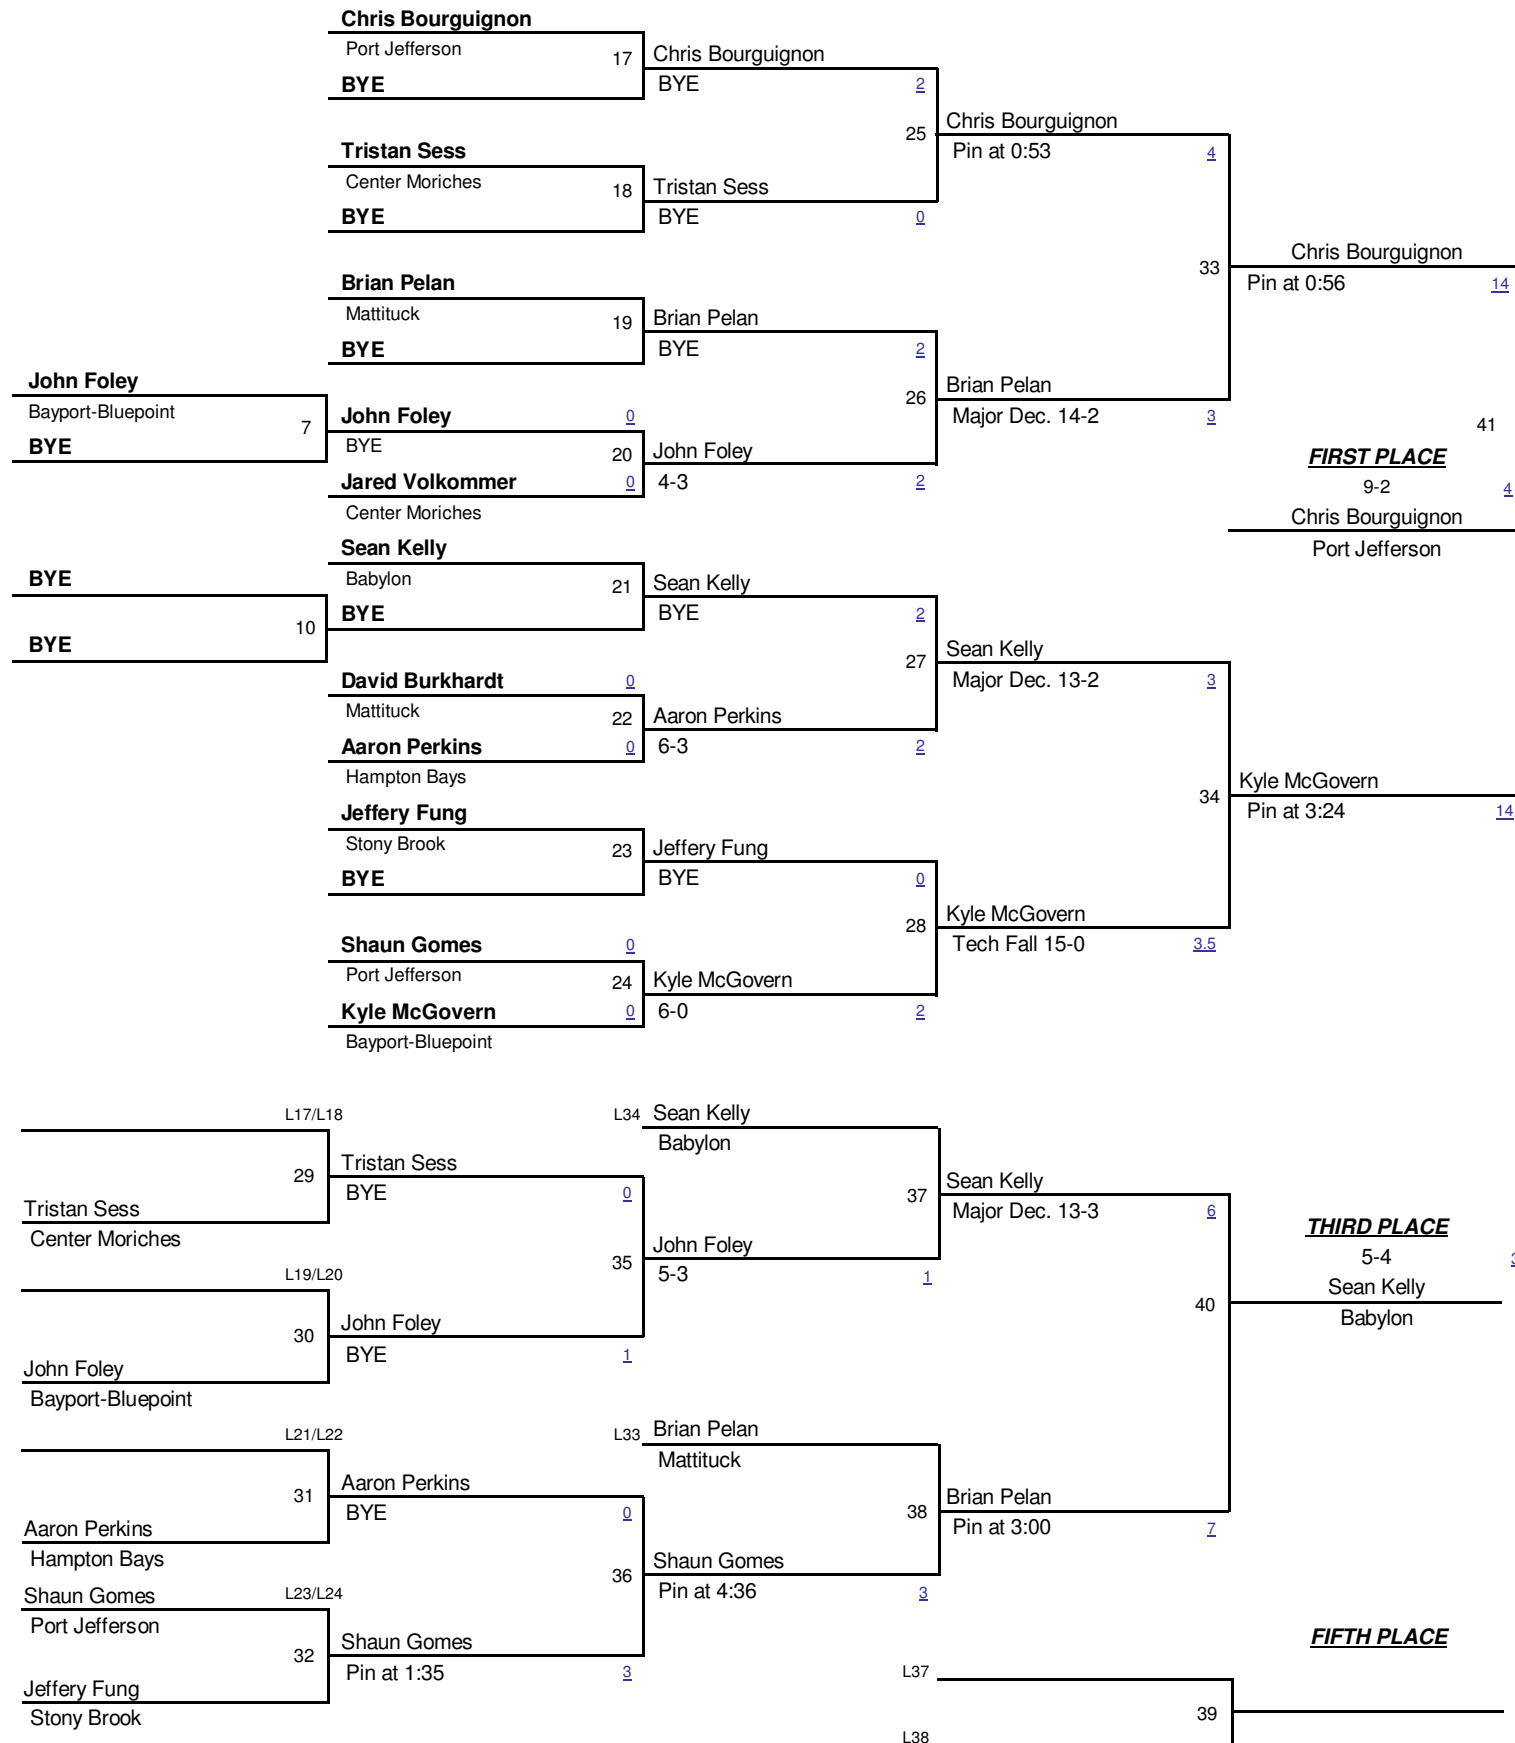 Chris Bourguignon
Port Jefferson
17
Chris Bourguignon
BYE
BYE
2
25
Chris Bourguignon
Pin at 0:53
4
Tristan Sess
Center Moriches
18
Tristan Sess
BYE
BYE
0
33
Chris Bourguignon
Pin at 0:56
14
Brian Pelan
Mattituck
19
Brian Pelan
BYE
BYE
2
John Foley
Bayport-Bluepoint
7
BYE
26
Brian Pelan
Major Dec. 14-2
3
John Foley
0
BYE
20
John Foley
Jared Volkommer
0
4-3
2
Center Moriches
41
FIRST PLACE
9-2
4
Chris Bourguignon
Port Jefferson
Sean Kelly
Babylon
21
Sean Kelly
BYE
BYE
2
BYE
10
BYE
27
Sean Kelly
Major Dec. 13-2
3
David Burkhardt
0
Mattituck
22
Aaron Perkins
Aaron Perkins
0
6-3
2
Hampton Bays
34
Kyle McGovern
Pin at 3:24
14
Jeffery Fung
Stony Brook
23
Jeffery Fung
BYE
BYE
0
28
Kyle McGovern
Tech Fall 15-0
3.5
Shaun Gomes
0
Port Jefferson
24
Kyle McGovern
Kyle McGovern
0
6-0
2
Bayport-Bluepoint
L17/L18
29
Tristan Sess
BYE
0
Tristan Sess
Center Moriches
L34
Sean Kelly
Babylon
37
Sean Kelly
Major Dec. 13-3
6
35
John Foley
5-3
1
L19/L20
30
John Foley
BYE
1
John Foley
Bayport-Bluepoint
THIRD PLACE
5-4
Sean Kelly
40
Babylon
L21/L22
31
Aaron Perkins
BYE
0
Aaron Perkins
Hampton Bays
L33
Brian Pelan
Mattituck
38
Brian Pelan
Pin at 3:00
7
36
Shaun Gomes
Pin at 4:36
3
Shaun Gomes
L23/L24
Port Jefferson
32
Shaun Gomes
Pin at 1:35
3
Jeffery Fung
Stony Brook
FIFTH PLACE
L37
39
L38